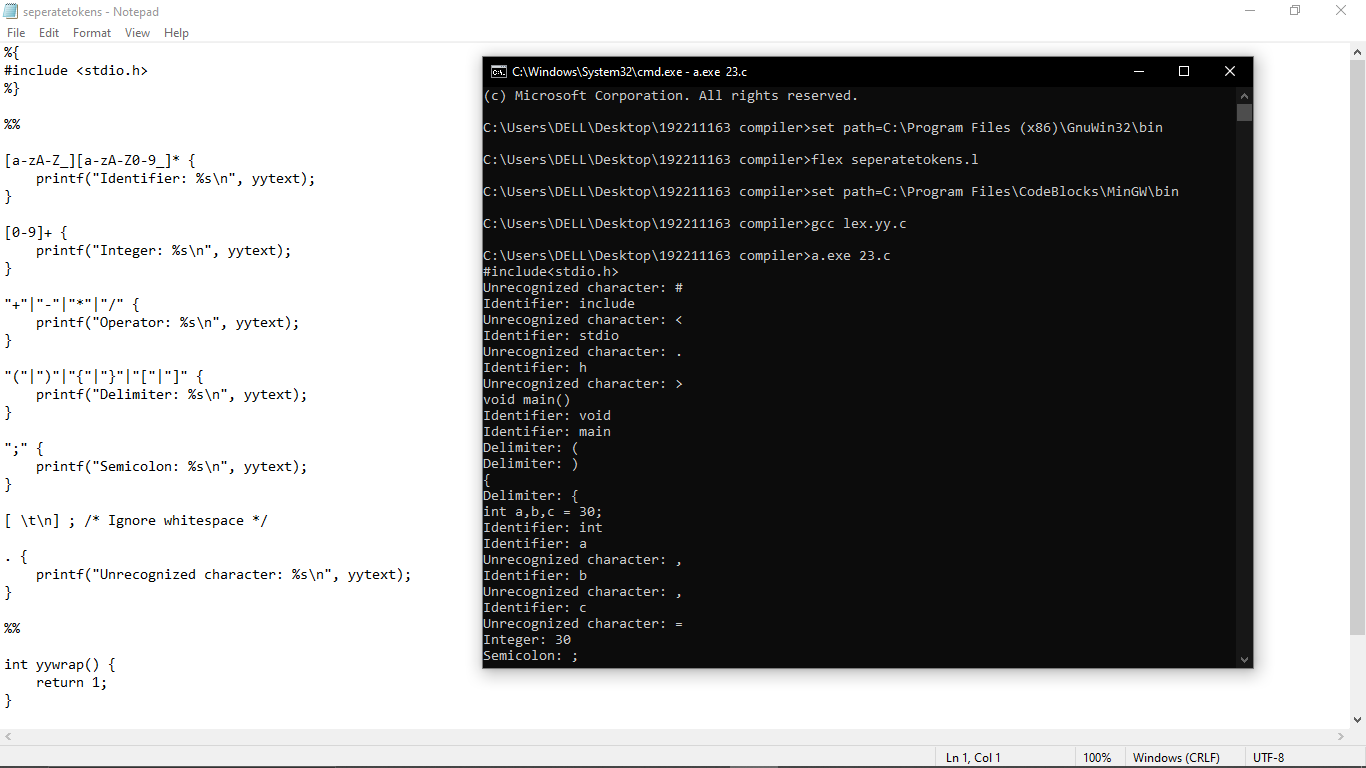 seperatetokens - Notepad
File Edit Format View Help
%{
#include <stdio.h>
%}
%%
[a-zA-Z_][a-zA-Z0-9_]* {
    printf("Identifier: %s\n", yytext);
}
[0-9]+ {
    printf("Integer: %s\n", yytext);
}
"+"|"-"|"*"|"/" {
    printf("Operator: %s\n", yytext);
}
"("|")"|"{"|"}"|"["|"]" {
    printf("Delimiter: %s\n", yytext);
}
";" {
    printf("Semicolon: %s\n", yytext);
}
[ \t\n] ; /* Ignore whitespace */
. {
    printf("Unrecognized character: %s\n", yytext);
}
%%
int yywrap() {
    return 1;
}
C:\Windows\System32\cmd.exe - a.exe 23.c
(c) Microsoft Corporation. All rights reserved.
C:\Users\DELL\Desktop\192211163 compiler>set path=C:\Program Files (x86)\GnuWin32\bin
C:\Users\DELL\Desktop\192211163 compiler>flex seperatetokens.l
C:\Users\DELL\Desktop\192211163 compiler>set path=C:\Program Files\CodeBlocks\MinGW\bin
C:\Users\DELL\Desktop\192211163 compiler>gcc lex.yy.c
C:\Users\DELL\Desktop\192211163 compiler>a.exe 23.c
#include<stdio.h>
Unrecognized character: #
Identifier: include
Unrecognized character: <
Identifier: stdio
Unrecognized character: .
Identifier: h
Unrecognized character: >
void main()
Identifier: void
Identifier: main
Delimiter: (
Delimiter: )
{
Delimiter: {
int a,b,c = 30;
Identifier: int
Identifier: a
Unrecognized character: ,
Identifier: b
Unrecognized character: ,
Identifier: c
Unrecognized character: =
Integer: 30
Semicolon: ;
Ln 1, Col 1 100% Windows (CRLF) UTF-8